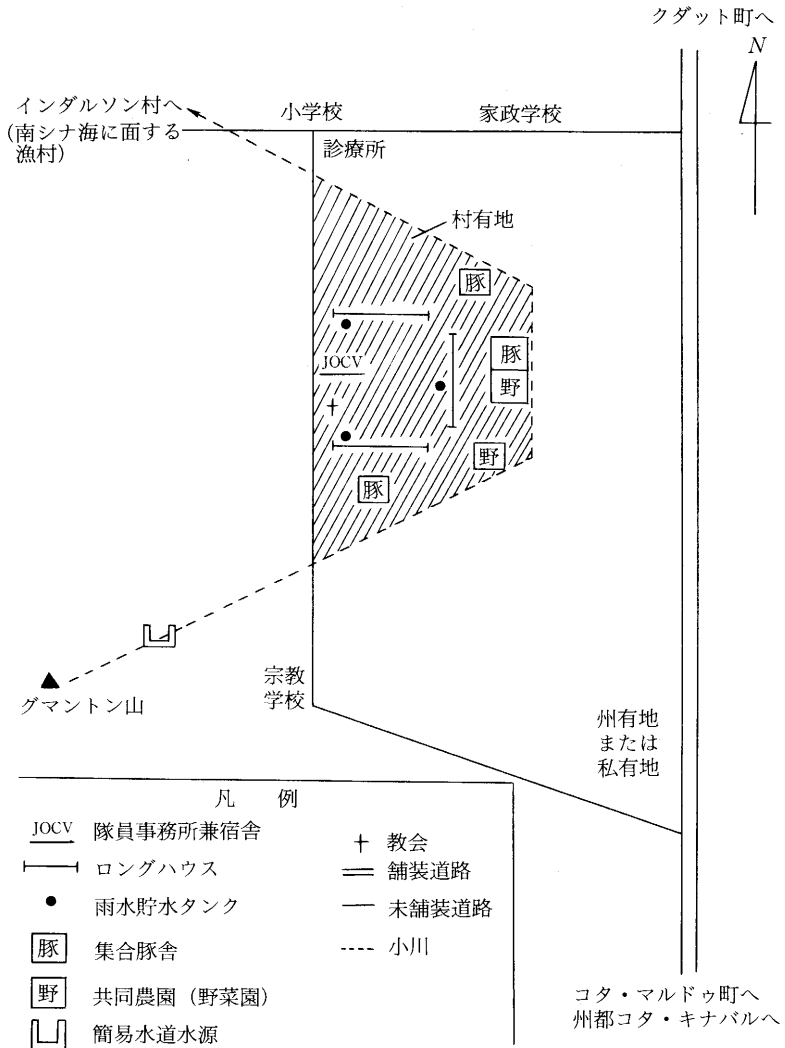 クダット町へ
N
インダルソン村へ
(南シナ海に面する
漁村)
小学校
家政学校
診療所
村有地
豚
豚
JOCV
野
野
豚
宗教
学校
グマントン山
州有地
または
私有地
凡 例
JOCV 隊員事務所兼宿舎
ロングハウス
雨水貯水タンク
豚 集合豚舎
野 共同農園(野菜園)
簡易水道水源
教会
舗装道路
未舗装道路
小川
コタ・マルドゥ町へ
州都コタ・キナバルへ